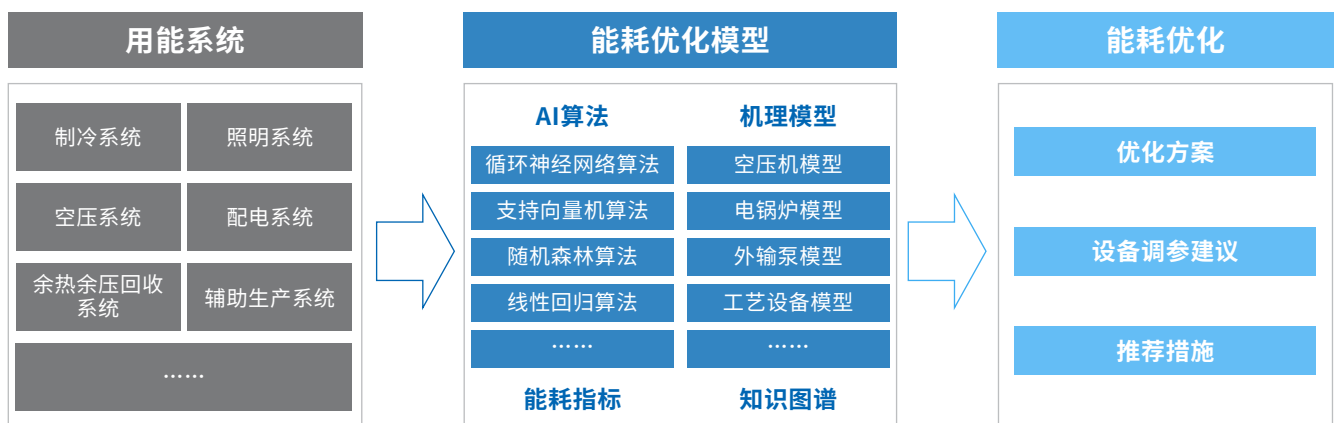 用能系统
制冷系统
照明系统
空压系统
配电系统
余热余压回收
系统
辅助生产系统
……
能耗优化模型
AI算法
循环神经网络算法
支持向量机算法
随机森林算法
线性回归算法
……
能耗指标
机理模型
空压机模型
电锅炉模型
外输泵模型
工艺设备模型
……
知识图谱
能耗优化
优化方案
设备调参建议
推荐措施